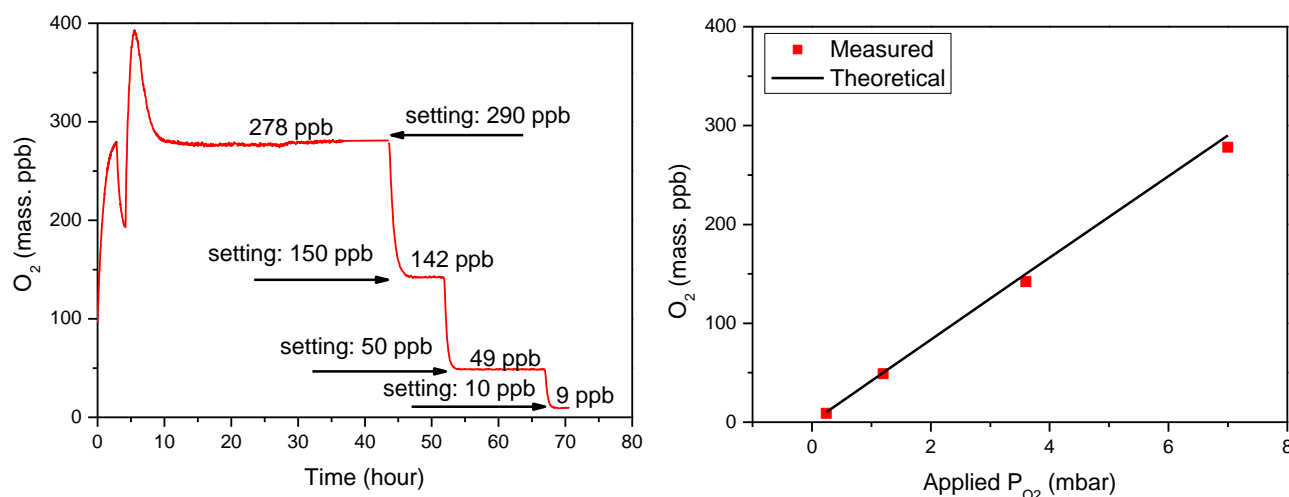 400
300
200
100
0
O₂ (mass. ppb)
278 ppb
setting: 290 ppb
setting: 150 ppb
142 ppb
setting: 50 ppb
49 ppb
setting: 10 ppb
9 ppb
0 10 20 30 40 50 60 70 80
Time (hour)
Measured
Theoretical
400
300
200
100
0
O₂ (mass. ppb)
0 2 4 6 8
Applied P_O2 (mbar)